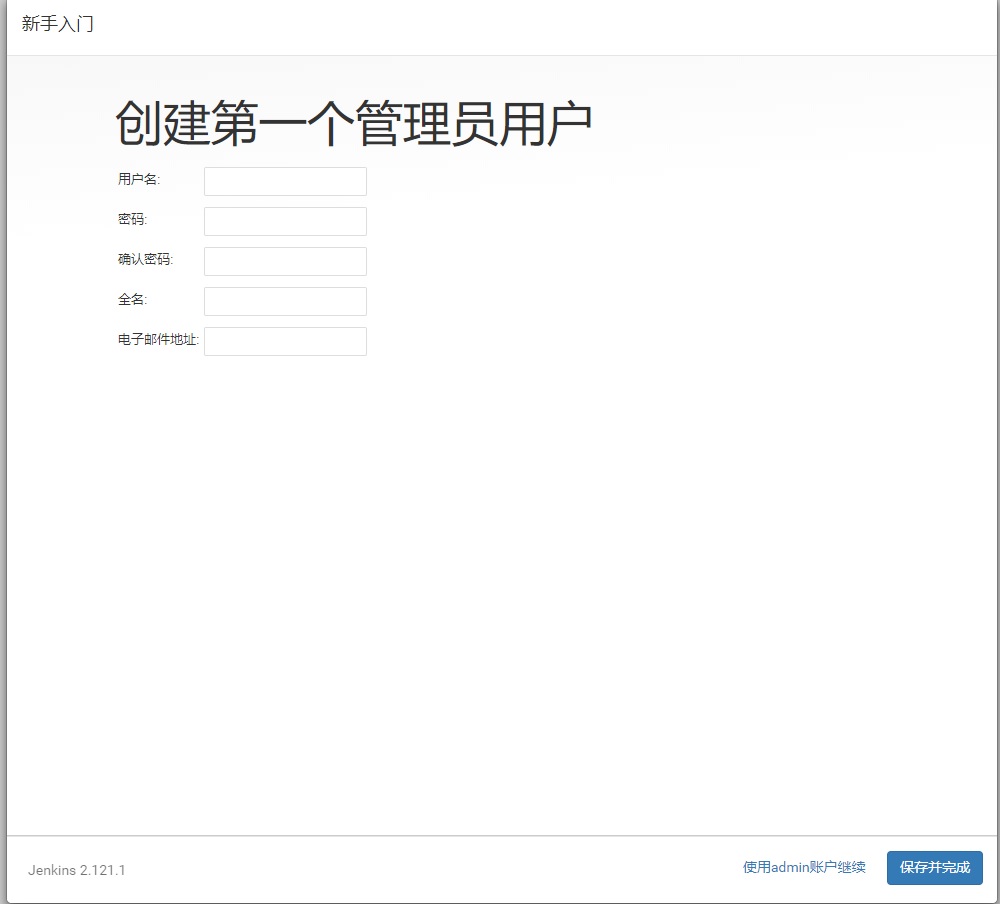 新手入门
创建第一个管理员用户
用户名:
密码:
确认密码:
全名:
电子邮件地址:
Jenkins 2.121.1
使用admin账户继续
保存并完成